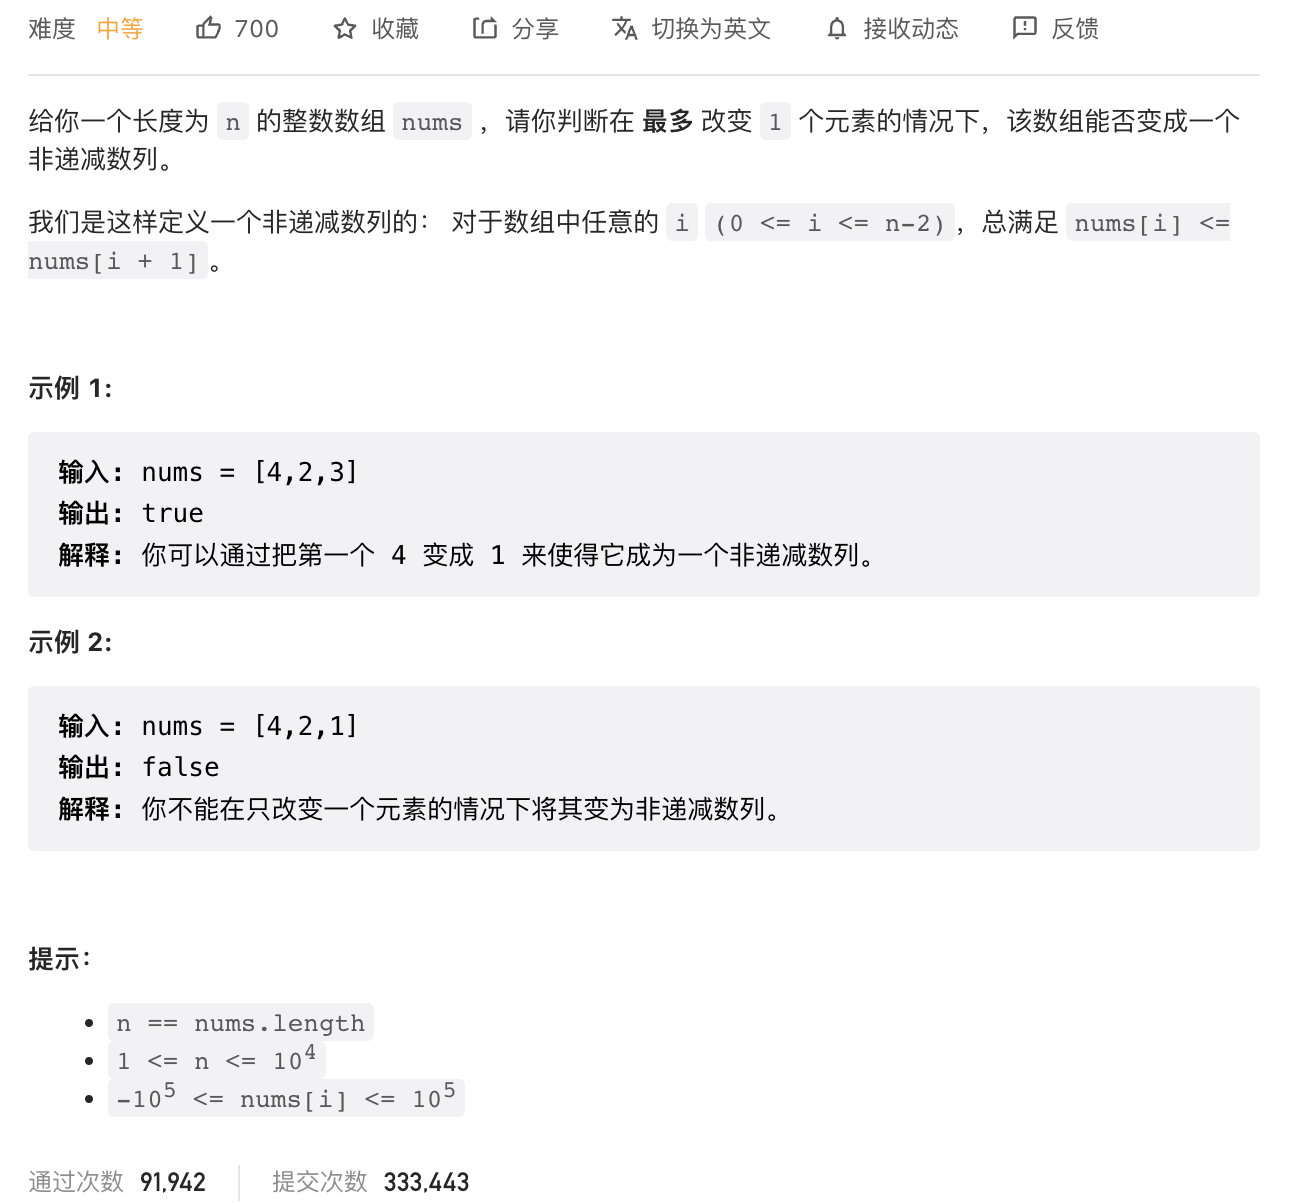 难度 中等 700 收藏 分享 切换为英文 接收动态 反馈
给你一个长度为 n 的整数数组 nums ，请你判断在 最多 改变 1 个元素的情况下，该数组能否变成一个
非递减数列。
我们是这样定义一个非递减数列的： 对于数组中任意的 i (0 <= i <= n-2)，总满足 nums[i] <=
nums[i + 1]。
示例 1:
输入: nums = [4,2,3]
输出: true
解释: 你可以通过把第一个 4 变成 1 来使得它成为一个非递减数列。
示例 2:
输入: nums = [4,2,1]
输出: false
解释: 你不能在只改变一个元素的情况下将其变为非递减数列。
提示：
• n == nums.length
• 1 <= n <= 10⁴
• -10⁵ <= nums[i] <= 10⁵
通过次数 91,942 提交次数 333,443